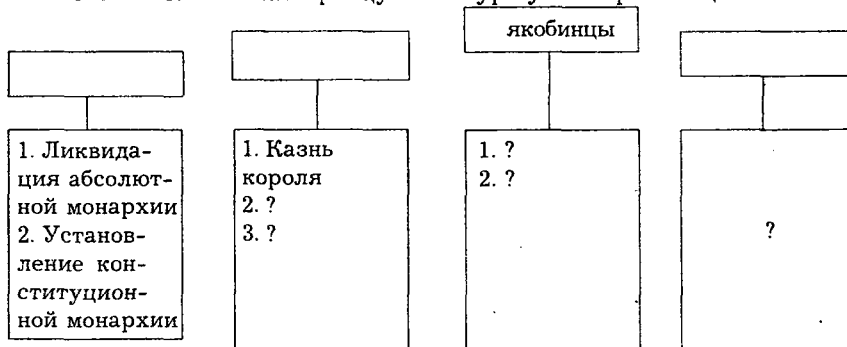 якобинцы
1. Ликвида-
ция абсолют-
ной монархии
2. Установ-
ление кон-
ституцион-
ной монархии
1. Казнь
короля
2. ?
3. ?
1. ?
2. ?
?